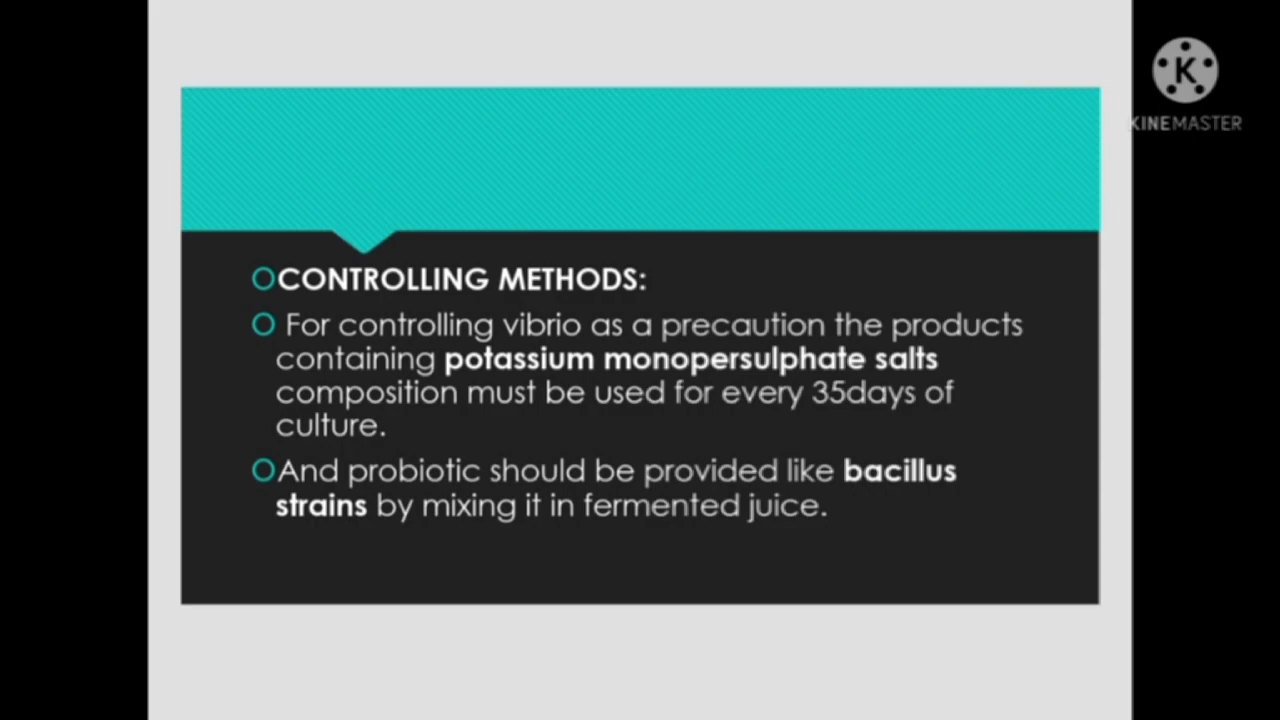 KINEMASTER
CONTROLLING METHODS:
For controlling vibrio as a precaution the products
containing potassium monopersulphate salts
composition must be used for every 35days of
culture.
And probiotic should be provided like bacillus
strains by mixing it in fermented juice.